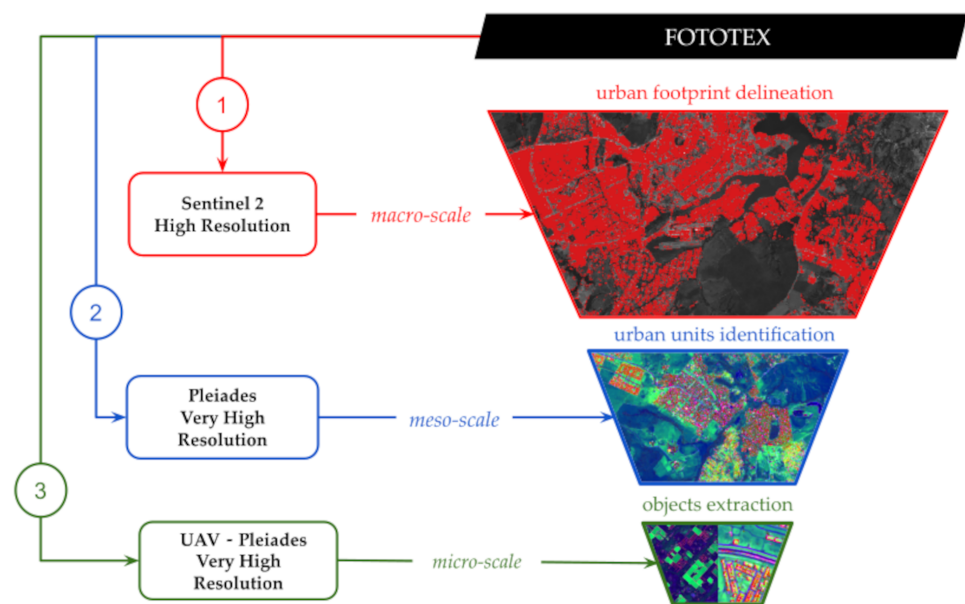 FOTOTEX
urban footprint delineation
1
Sentinel 2
High Resolution
macro-scale
2
urban units identification
Pleiades
Very High
Resolution
meso-scale
3
objects extraction
UAV - Pleiades
Very High
Resolution
micro-scale